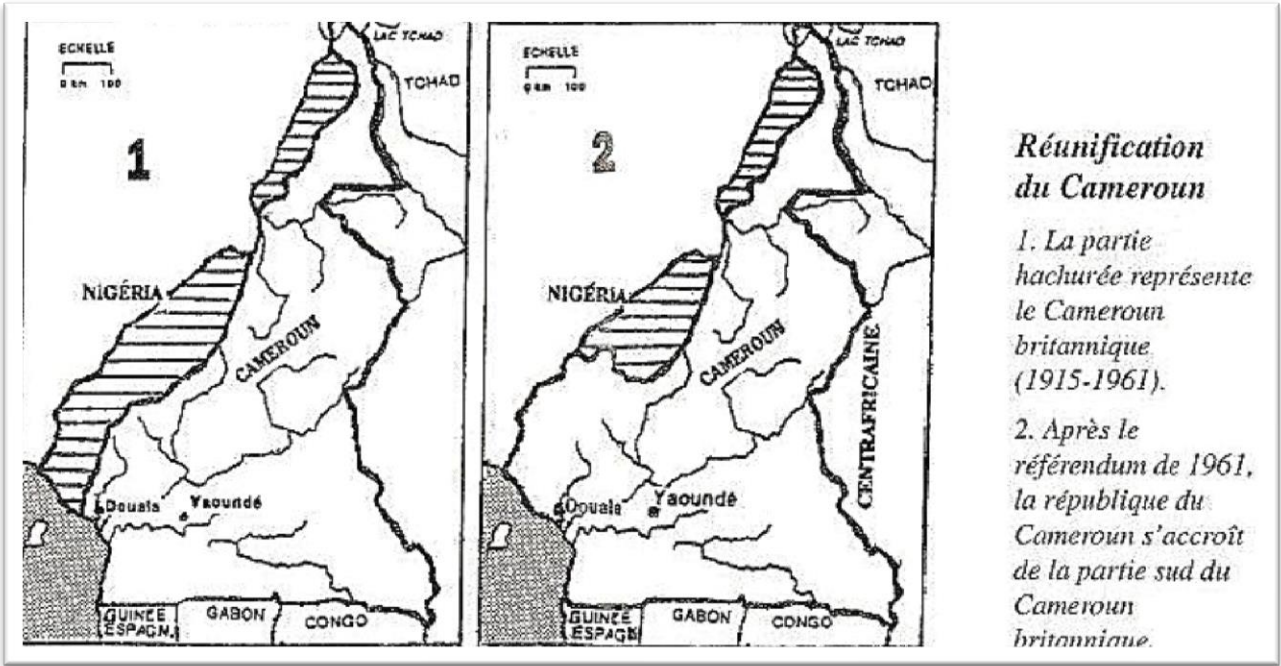 ECHELLE
0 km 100
LAC TCHAD
TCHAD
1
NIGÉRIA
CAMEROUN
Douala
Yaoundé
GUINÉE
ESPAGN.
GABON
CONGO
ECHELLE
0 km 100
LAC TCHAD
TCHAD
2
NIGÉRIA
CAMEROUN
CENTRAFRICAINE
Douala
Yaoundé
GUINÉE
ESPAGN
GABON
CONGO
Réunification
du Cameroun
1. La partie
hachurée représente
le Cameroun
britannique
(1915-1961).
2. Après le
référendum de 1961,
la république du
Cameroun s'accroît
de la partie sud du
Cameroun
britannique.